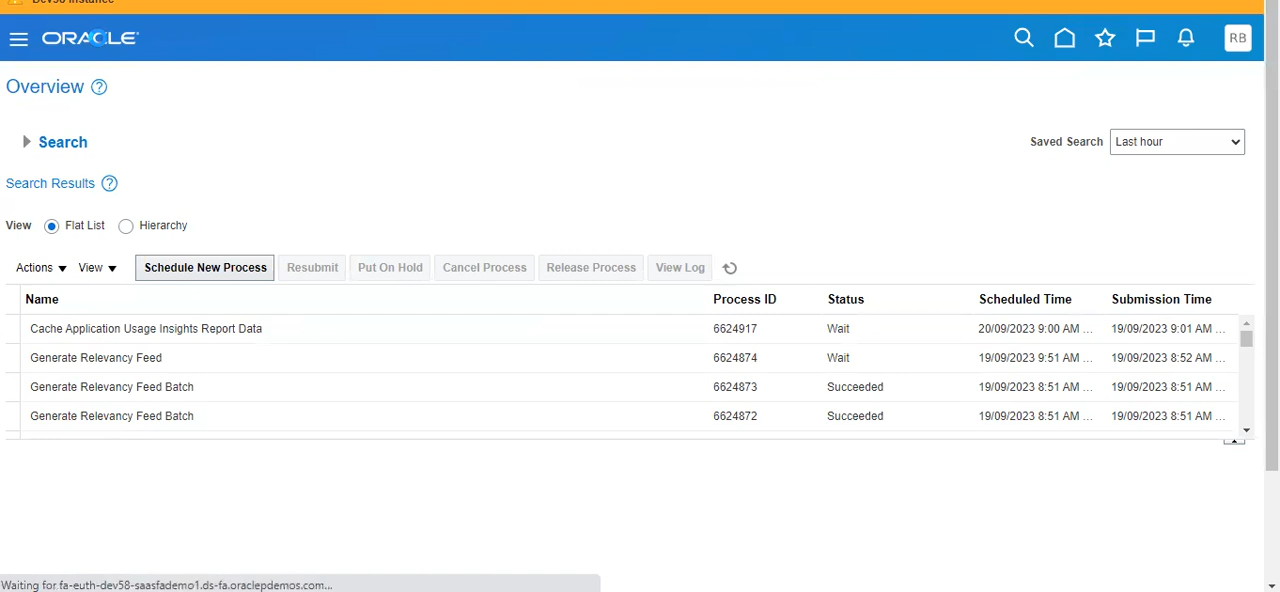 Dev58 Instance
ORACLE RB
Overview ?
Search Saved Search Last hour
Search Results ?
View Flat List Hierarchy
Actions View Schedule New Process Resubmit Put On Hold Cancel Process Release Process View Log
Name Process ID Status Scheduled Time Submission Time
Cache Application Usage Insights Report Data 6624917 Wait 20/09/2023 9:00 AM ... 19/09/2023 9:01 AM ...
Generate Relevancy Feed 6624874 Wait 19/09/2023 9:51 AM ... 19/09/2023 8:52 AM ...
Generate Relevancy Feed Batch 6624873 Succeeded 19/09/2023 8:51 AM ... 19/09/2023 8:51 AM ...
Generate Relevancy Feed Batch 6624872 Succeeded 19/09/2023 8:51 AM ... 19/09/2023 8:51 AM ...
Waiting for fa-euth-dev58-saasfademo1.ds-fa.oraclepdemos.com...